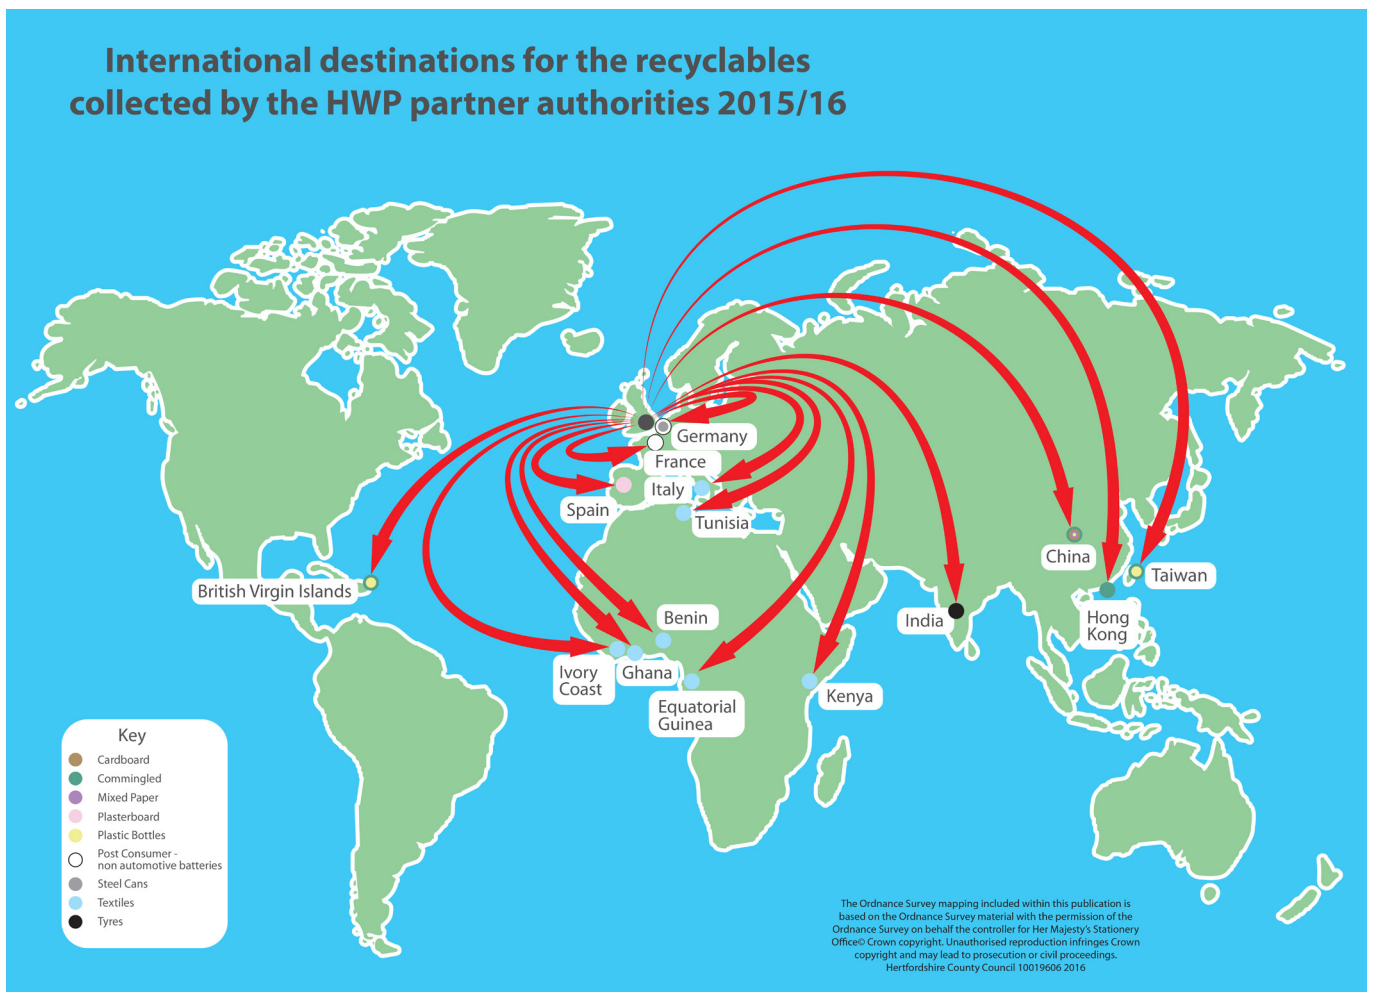 International destinations for the recyclables
collected by the HWP partner authorities 2015/16
Germany
France
Italy
Spain
Tunisia
China
Taiwan
British Virgin Islands
India
Hong
Kong
Benin
Ivory
Coast
Ghana
Equatorial
Guinea
Kenya
Key
Cardboard
Commingled
Mixed Paper
Plasterboard
Plastic Bottles
Post Consumer -
non automotive batteries
Steel Cans
Textiles
Tyres
The Ordnance Survey mapping included within this publication is
based on the Ordnance Survey material with the permission of the
Ordnance Survey on behalf the controller for Her Majesty's Stationery
Office© Crown copyright. Unauthorised reproduction infringes Crown
copyright and may lead to prosecution or civil proceedings.
Hertfordshire County Council 10019606 2016